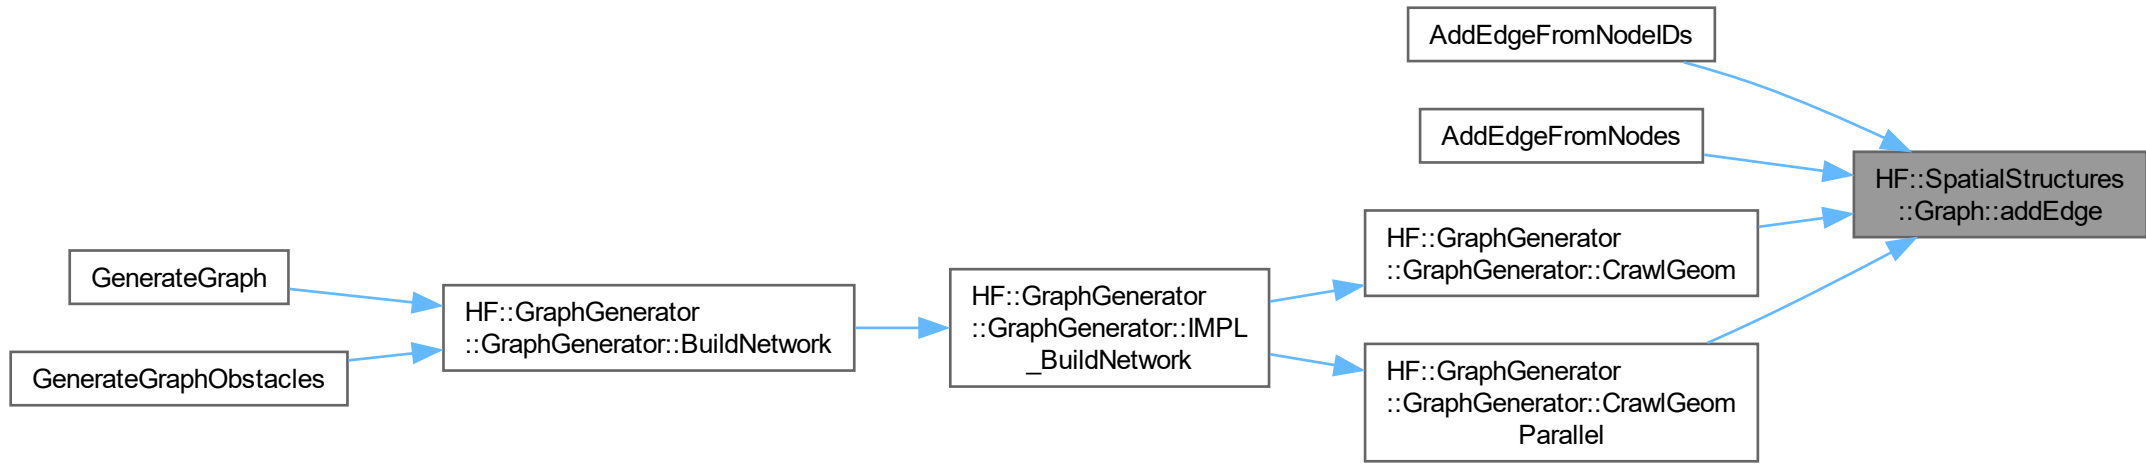 AddEdgeFromNodeIDs
AddEdgeFromNodes
HF::SpatialStructures
::Graph::addEdge
HF::GraphGenerator
::GraphGenerator::CrawlGeom
GenerateGraph
HF::GraphGenerator
::GraphGenerator::BuildNetwork
HF::GraphGenerator
::GraphGenerator::IMPL
_BuildNetwork
GenerateGraphObstacles
HF::GraphGenerator
::GraphGenerator::CrawlGeom
Parallel